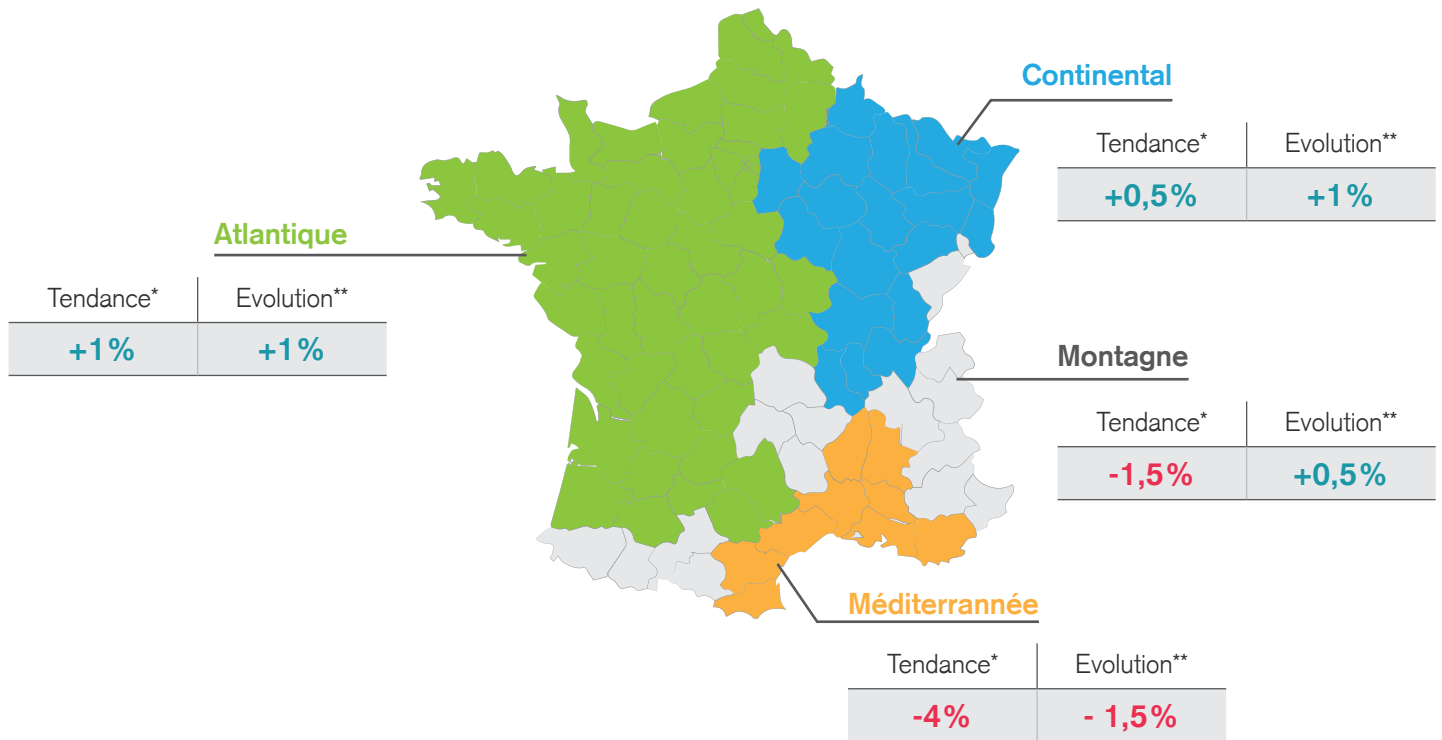 Continental
Tendance* Evolution**
+0,5% +1%
Atlantique
Tendance* Evolution**
+1% +1%
Montagne
Tendance* Evolution**
-1,5% +0,5%
Méditerrannée
Tendance* Evolution**
-4% - 1,5%